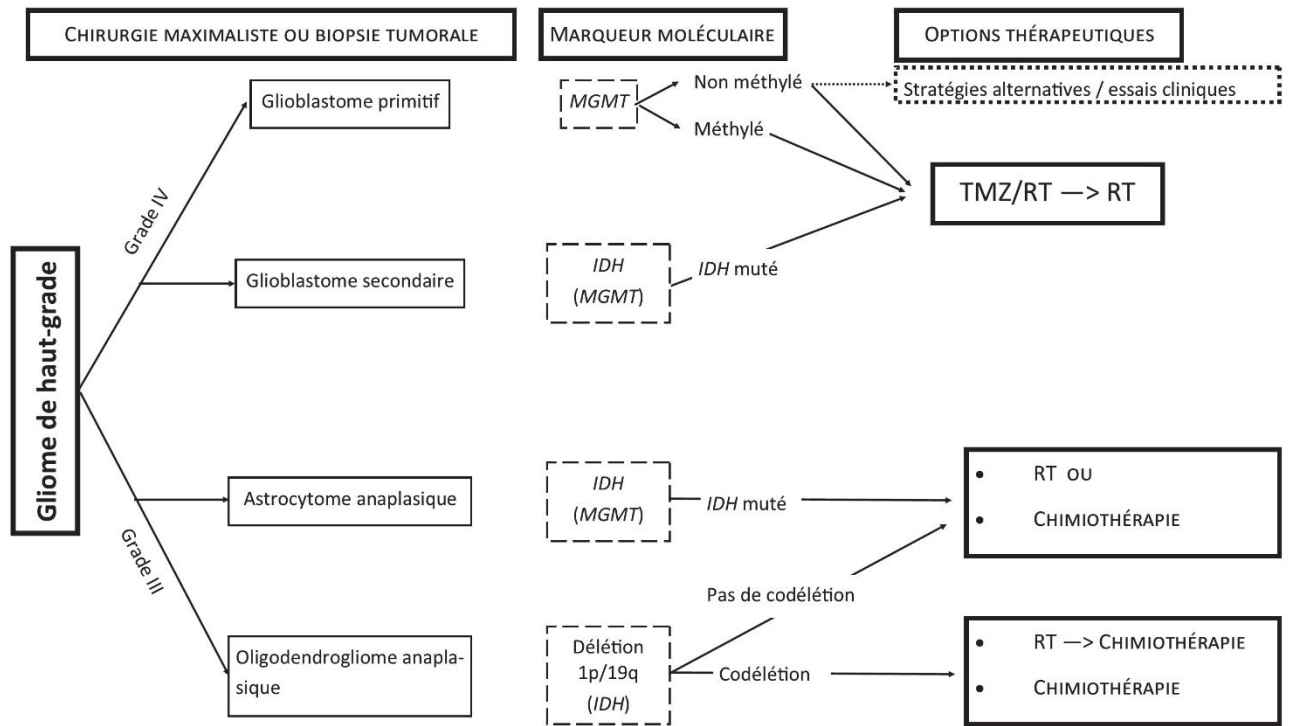 CHIRURGIE MAXIMALISTE OU BIOPSIE TUMORALE
MARQUEUR MOLÉCULAIRE
OPTIONS THÉRAPEUTIQUES
Gliome de haut-grade
Grade IV
Glioblastome primitif
MGMT
Non méthylé
Méthylé
Stratégies alternatives / essais cliniques
TMZ/RT —> RT
Glioblastome secondaire
IDH
(MGMT)
IDH muté
Grade III
Astrocytome anaplasique
IDH
(MGMT)
IDH muté
• RT OU
• CHIMIOTHÉRAPIE
Pas de codélétion
Oligodendrogliome anapla-
sique
Délétion
1p/19q
(IDH)
Codélétion
• RT —> CHIMIOTHÉRAPIE
• CHIMIOTHÉRAPIE